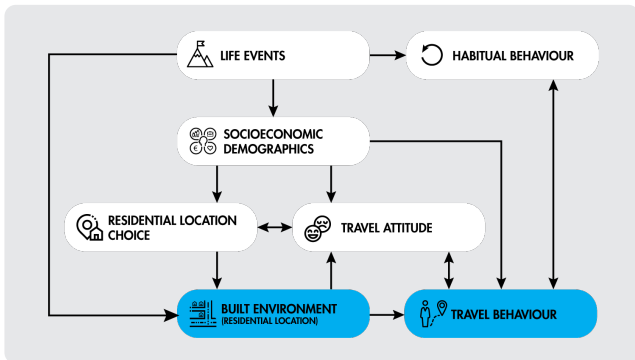 LIFE EVENTS
HABITUAL BEHAVIOUR
SOCIOECONOMIC
DEMOGRAPHICS
RESIDENTIAL LOCATION
CHOICE
TRAVEL ATTITUDE
BUILT ENVIRONMENT
(RESIDENTIAL LOCATION)
TRAVEL BEHAVIOUR